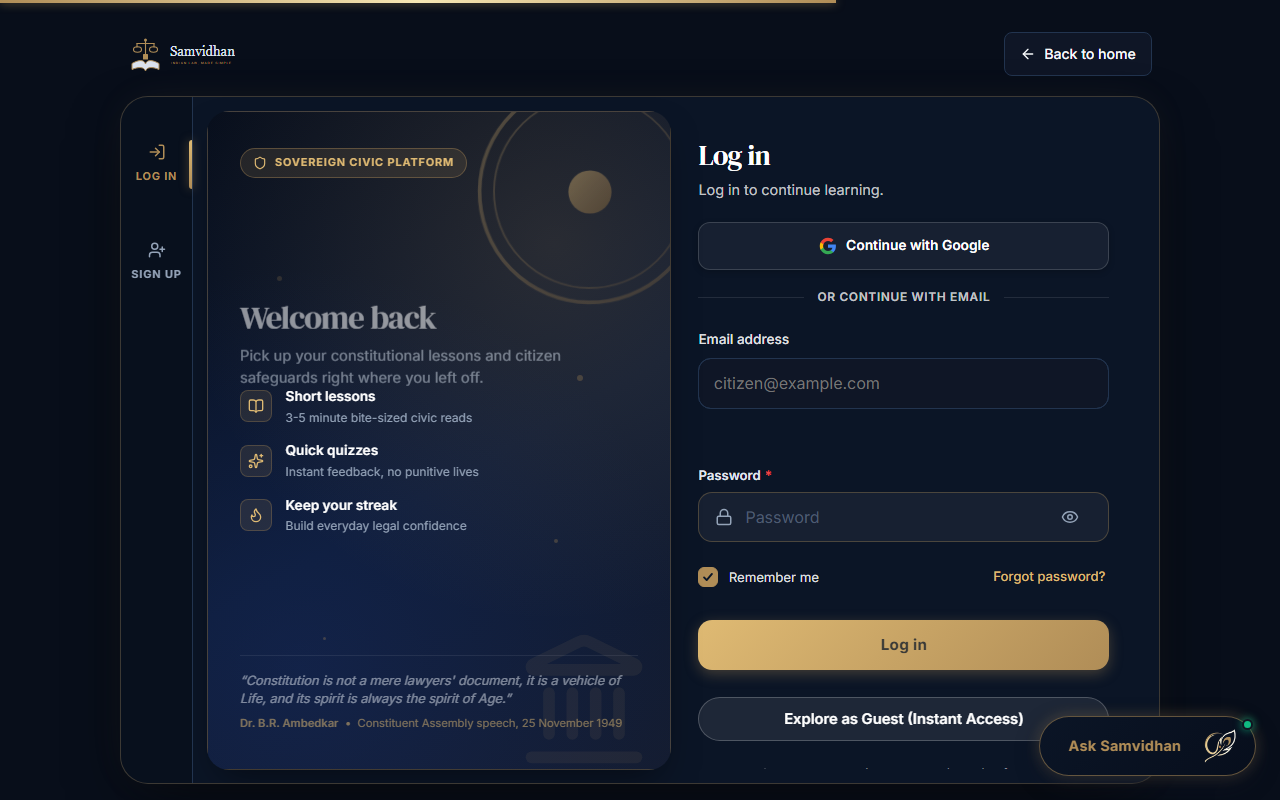 Samvidhan
INDIAN LAW, MADE SIMPLE
Back to home
LOG IN
SIGN UP
SOVEREIGN CIVIC PLATFORM
Welcome back
Pick up your constitutional lessons and citizen
safeguards right where you left off.
Short lessons
3-5 minute bite-sized civic reads
Quick quizzes
Instant feedback, no punitive lives
Keep your streak
Build everyday legal confidence
“Constitution is not a mere lawyers' document, it is a vehicle of
Life, and its spirit is always the spirit of Age.”
Dr. B.R. Ambedkar • Constituent Assembly speech, 25 November 1949
Log in
Log in to continue learning.
Continue with Google
OR CONTINUE WITH EMAIL
Email address
citizen@example.com
Password *
Password
Remember me
Forgot password?
Log in
Explore as Guest (Instant Access)
Ask Samvidhan